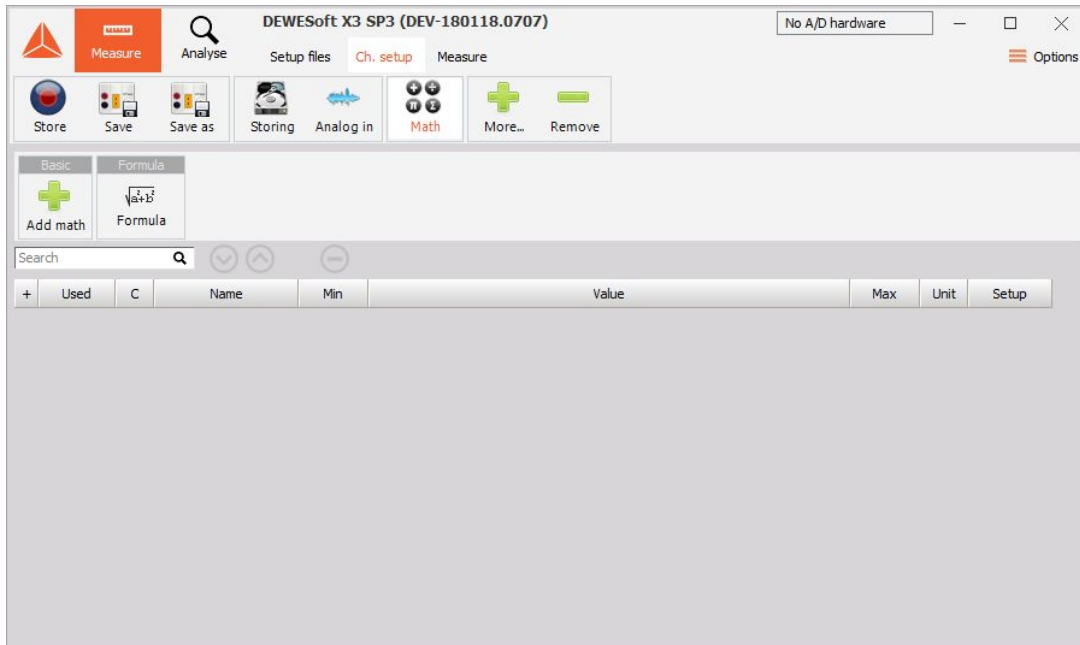 DEWESoft X3 SP3 (DEV-180118.0707)
No A/D hardware
Measure
Analyse
Setup files Ch. setup Measure
Options
Store Save Save as Storing Analog in Math More... Remove
Basic Formula
√a²+b²
Add math Formula
Search
+ Used C Name Min Value Max Unit Setup